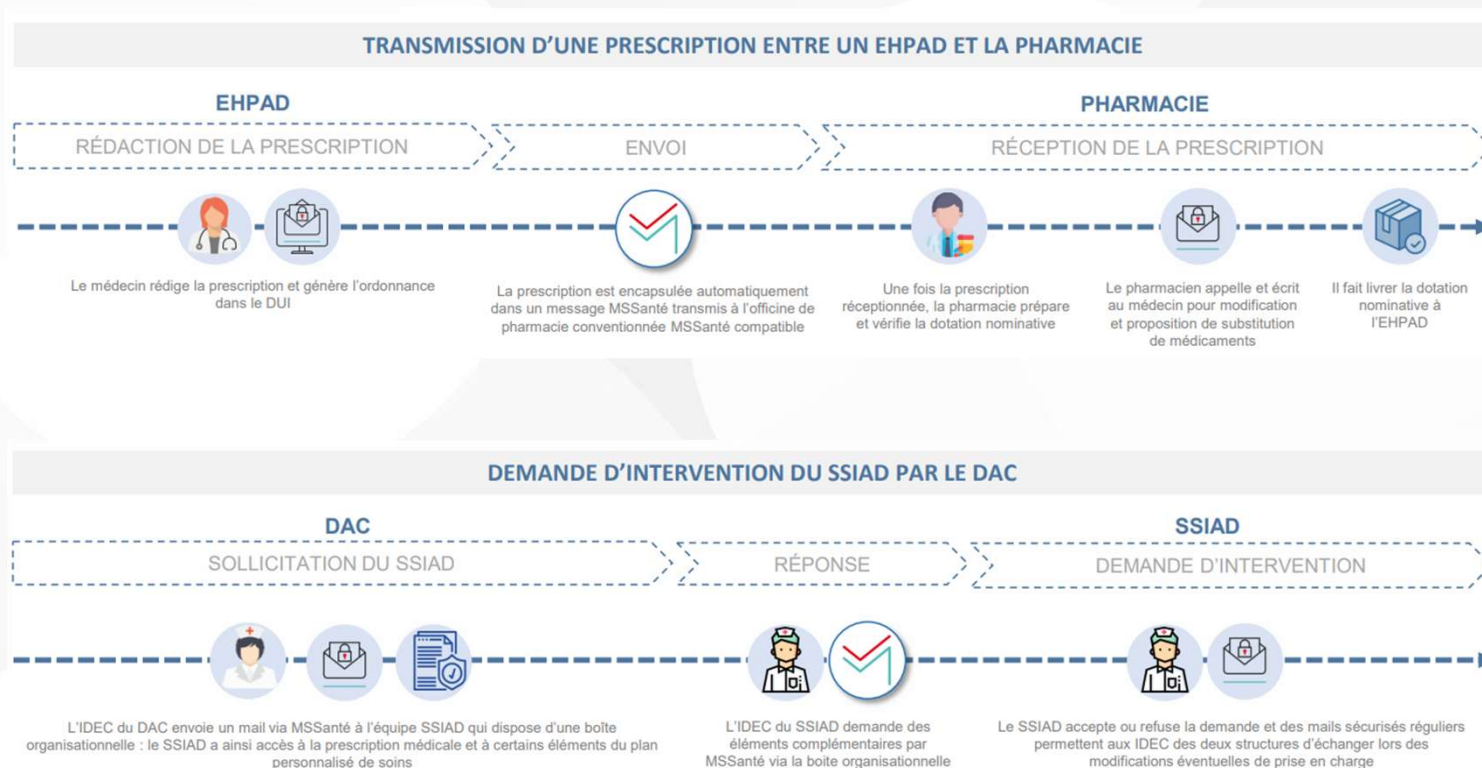 TRANSMISSION D'UNE PRESCRIPTION ENTRE UN EHPAD ET LA PHARMACIE
EHPAD
PHARMACIE
RÉDACTION DE LA PRESCRIPTION
ENVOI
RÉCEPTION DE LA PRESCRIPTION
Le médecin rédige la prescription et génère l'ordonnance
dans le DUI
La prescription est encapsulée automatiquement
dans un message MSSanté transmis à l'officine de
pharmacie conventionnée MSSanté compatible
Une fois la prescription
réceptionnée, la pharmacie prépare
et vérifie la dotation nominative
Le pharmacien appelle et écrit
au médecin pour modification
et proposition de substitution
de médicaments
Il fait livrer la dotation
nominative à
l'EHPAD
DEMANDE D'INTERVENTION DU SSIAD PAR LE DAC
DAC
SSIAD
SOLLICITATION DU SSIAD
RÉPONSE
DEMANDE D'INTERVENTION
L'IDEC du DAC envoie un mail via MSSanté à l'équipe SSIAD qui dispose d'une boîte
organisationnelle : le SSIAD a ainsi accès à la prescription médicale et à certains éléments du plan
personnalisé de soins
L'IDEC du SSIAD demande des
éléments complémentaires par
MSSanté via la boite organisationnelle
Le SSIAD accepte ou refuse la demande et des mails sécurisés réguliers
permettent aux IDEC des deux structures d'échanger lors des
modifications éventuelles de prise en charge